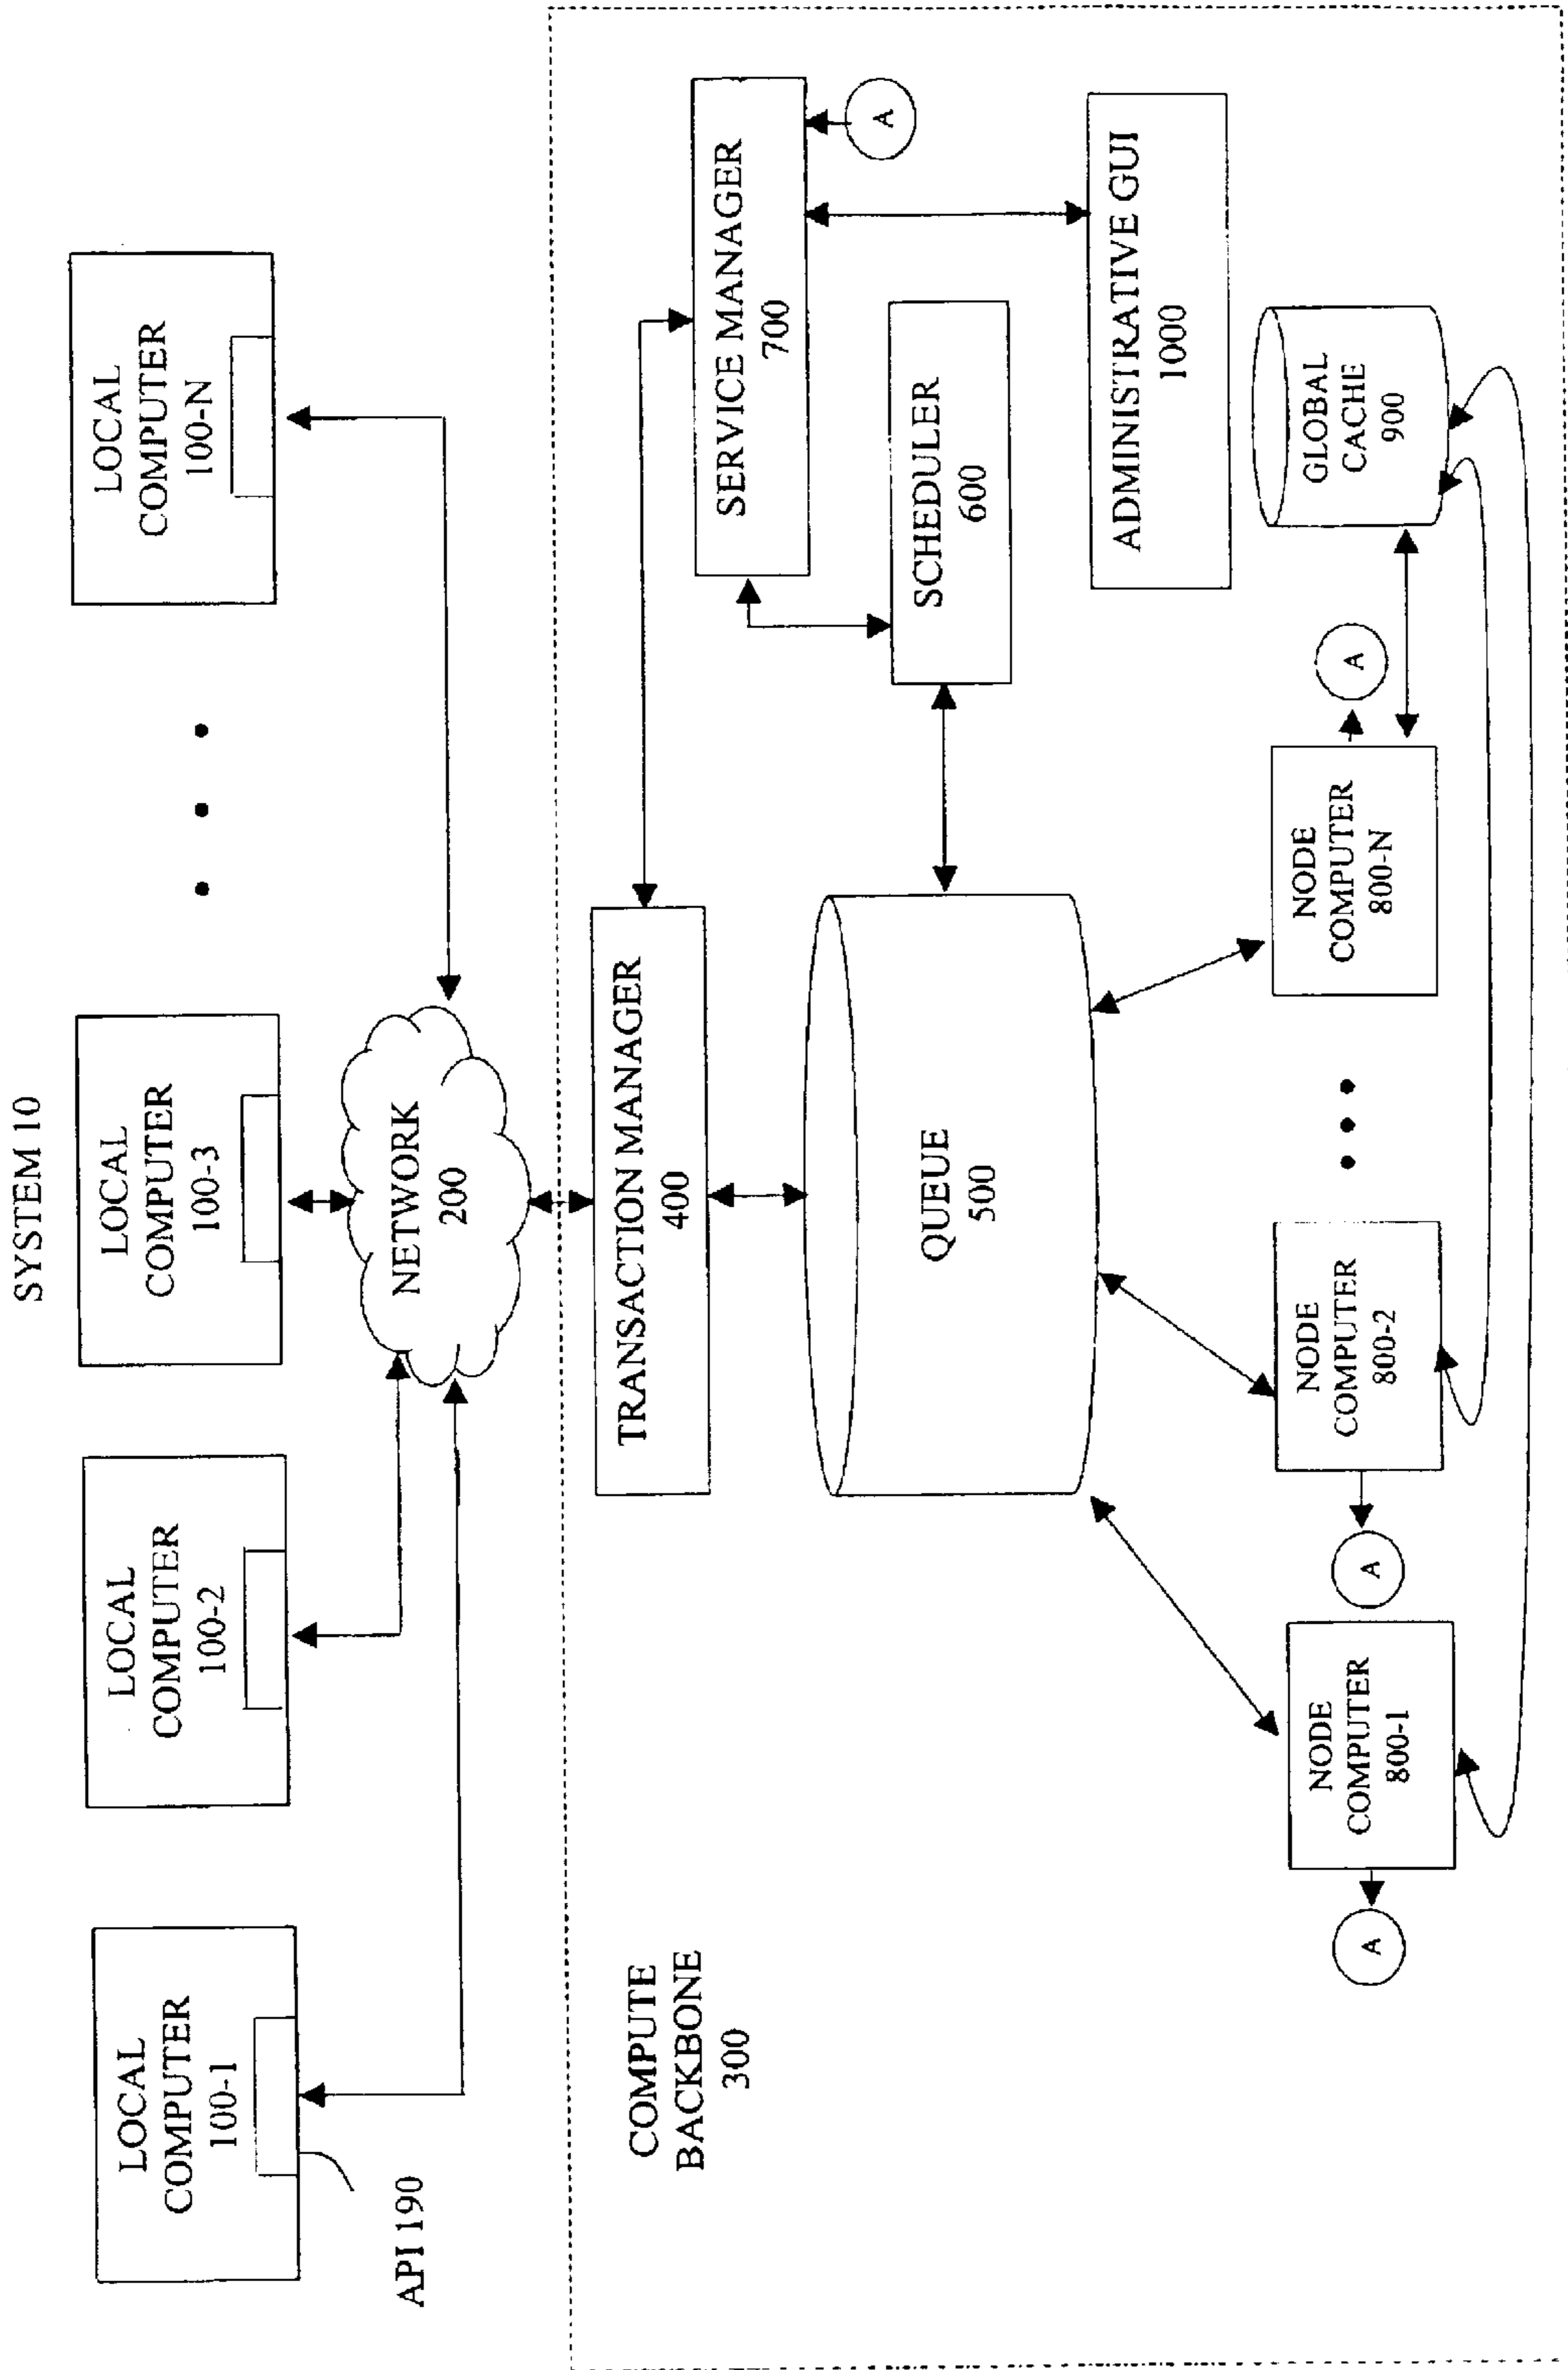 SYSTEM 10
LOCAL
COMPUTER
100-1
API 190
LOCAL
COMPUTER
100-2
LOCAL
COMPUTER
100-3
LOCAL
COMPUTER
100-N
NETWORK
200
COMPUTE
BACKBONE
300
TRANSACTION MANAGER
400
SERVICE MANAGER
700
A
QUEUE
500
SCHEDULER
600
ADMINISTRATIVE GUI
1000
A
NODE
COMPUTER
800-1
A
NODE
COMPUTER
800-2
NODE
COMPUTER
800-N
A
GLOBAL
CACHE
900